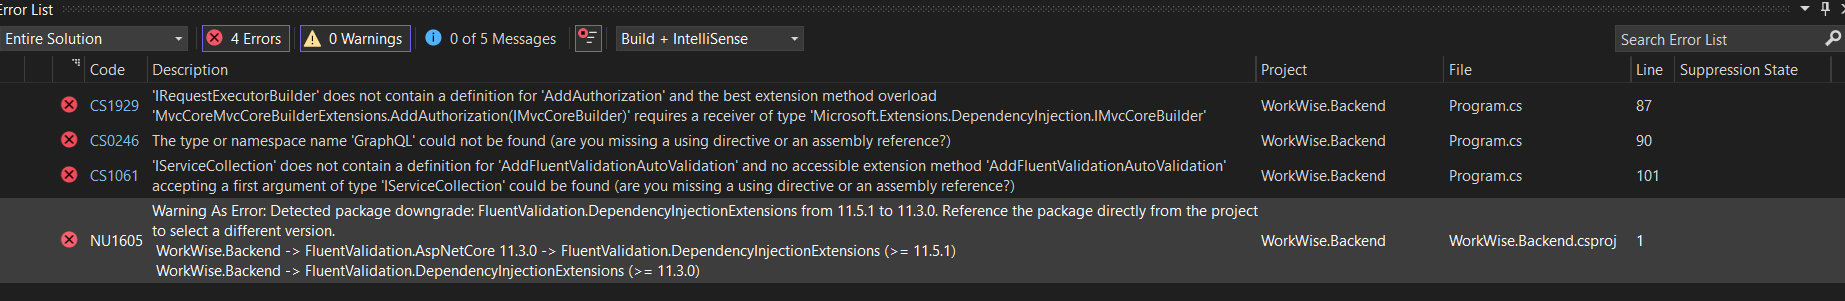 Error List
Entire Solution
4 Errors
0 Warnings
0 of 5 Messages
Build + IntelliSense
Search Error List
Code Description Project File Line Suppression State
CS1929 'IRequestExecutorBuilder' does not contain a definition for 'AddAuthorization' and the best extension method overload
'MvcCoreMvcCoreBuilderExtensions.AddAuthorization(IMvcCoreBuilder)' requires a receiver of type 'Microsoft.Extensions.DependencyInjection.IMvcCoreBuilder'
WorkWise.Backend Program.cs 87
CS0246 The type or namespace name 'GraphQL' could not be found (are you missing a using directive or an assembly reference?) WorkWise.Backend Program.cs 90
CS1061 'IServiceCollection' does not contain a definition for 'AddFluentValidationAutoValidation' and no accessible extension method 'AddFluentValidationAutoValidation'
accepting a first argument of type 'IServiceCollection' could be found (are you missing a using directive or an assembly reference?)
WorkWise.Backend Program.cs 101
NU1605 Warning As Error: Detected package downgrade: FluentValidation.DependencyInjectionExtensions from 11.5.1 to 11.3.0. Reference the package directly from the project
to select a different version.
WorkWise.Backend -> FluentValidation.AspNetCore 11.3.0 -> FluentValidation.DependencyInjectionExtensions (>= 11.5.1)
WorkWise.Backend -> FluentValidation.DependencyInjectionExtensions (>= 11.3.0)
WorkWise.Backend WorkWise.Backend.csproj 1